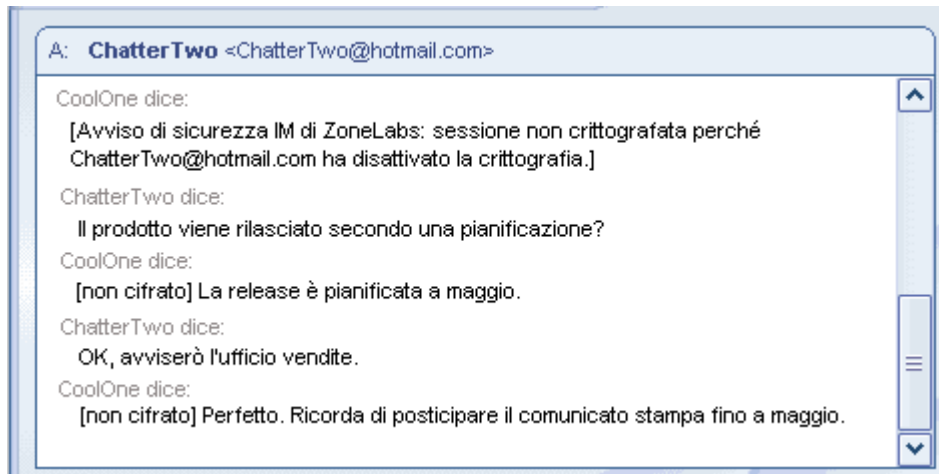 A: ChatterTwo <ChatterTwo@hotmail.com>
CoolOne dice:
[Avviso di sicurezza IM di ZoneLabs: sessione non crittografata perché
ChatterTwo@hotmail.com ha disattivato la crittografia.]
ChatterTwo dice:
Il prodotto viene rilasciato secondo una pianificazione?
CoolOne dice:
[non cifrato] La release è pianificata a maggio.
ChatterTwo dice:
OK, avviserò l'ufficio vendite.
CoolOne dice:
[non cifrato] Perfetto. Ricorda di posticipare il comunicato stampa fino a maggio.